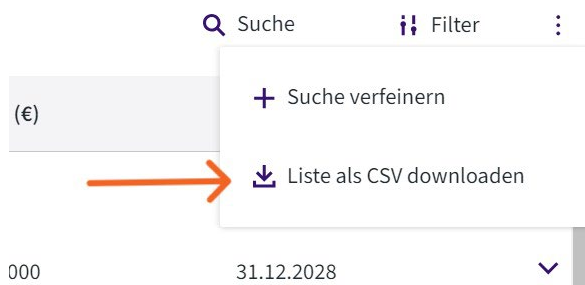 Suche Filter
Suche verfeinern
(€)
Liste als CSV downloaden
000 31.12.2028